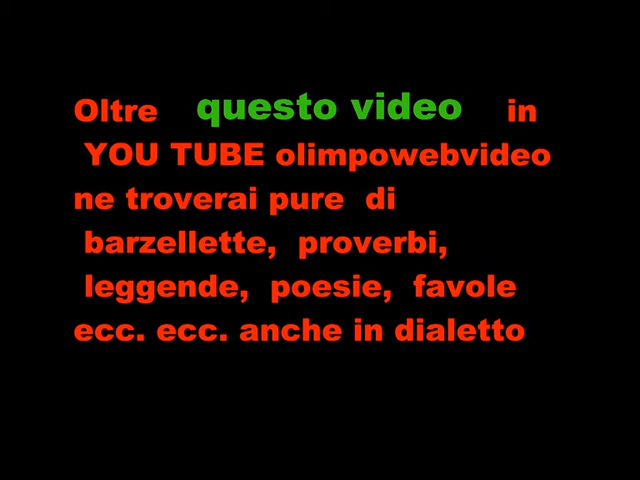 Oltre questo video in
YOU TUBE olimpowebvideo
ne troverai pure di
barzellette, proverbi,
leggende, poesie, favole
ecc. ecc. anche in dialetto